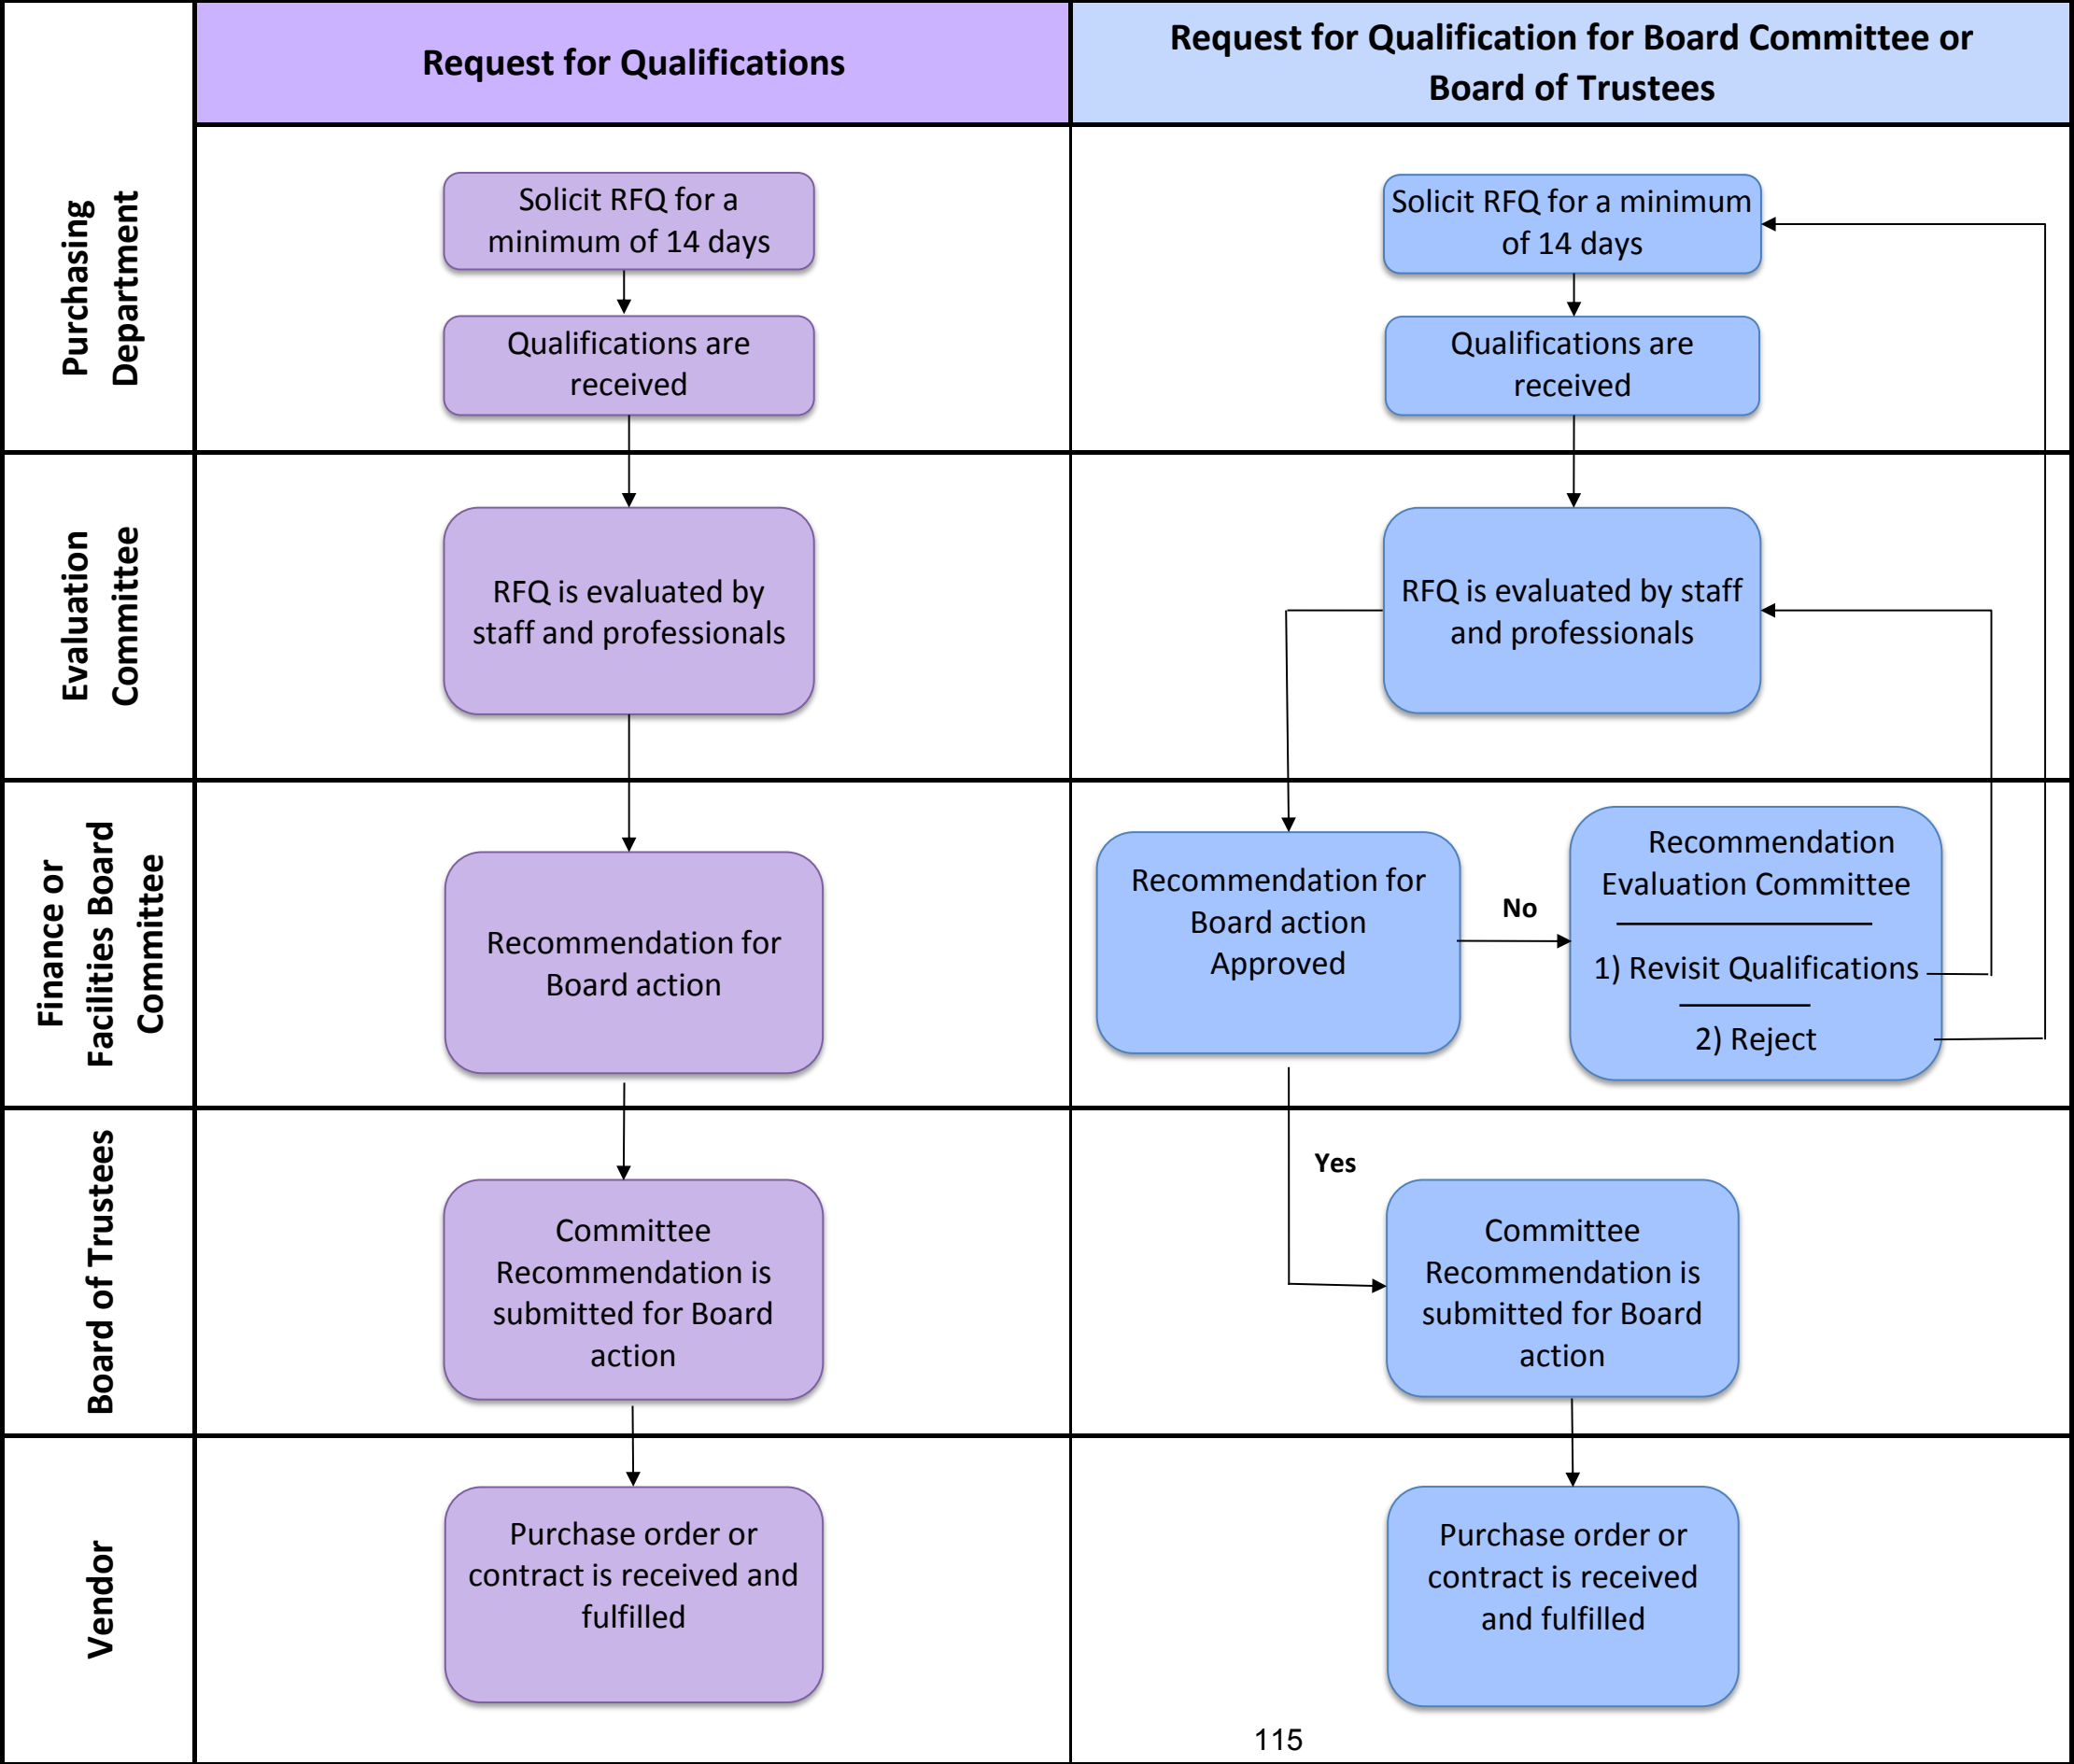 Request for Qualifications
Request for Qualification for Board Committee or
Board of Trustees
Purchasing
Department
Solicit RFQ for a
minimum of 14 days
Qualifications are
received
Solicit RFQ for a minimum
of 14 days
Qualifications are
received
Evaluation
Committee
RFQ is evaluated by
staff and professionals
RFQ is evaluated by staff
and professionals
Finance or
Facilities Board
Committee
Recommendation for
Board action
Recommendation for
Board action
Approved
No
Recommendation
Evaluation Committee
1) Revisit Qualifications
2) Reject
Board of Trustees
Committee
Recommendation is
submitted for Board
action
Yes
Committee
Recommendation is
submitted for Board
action
Vendor
Purchase order or
contract is received and
fulfilled
Purchase order or
contract is received
and fulfilled
115